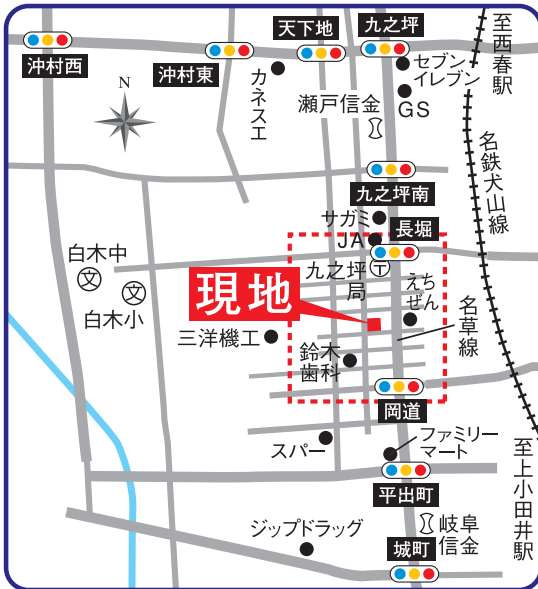 天下地
九之坪
沖村西
沖村東
カネスエ
セブン
イレブン
GS
至西春駅
N
瀬戸信金
名鉄犬山線
九之坪南
サガミ
JA
長堀
九之坪
局
〒
えち
ぜん
白木中
文
文
白木小
現地
名草線
三洋機工
鈴木
歯科
岡道
スパー
ファミリー
マート
至上小田井駅
平出町
ジップドラッグ
岐阜
信金
城町